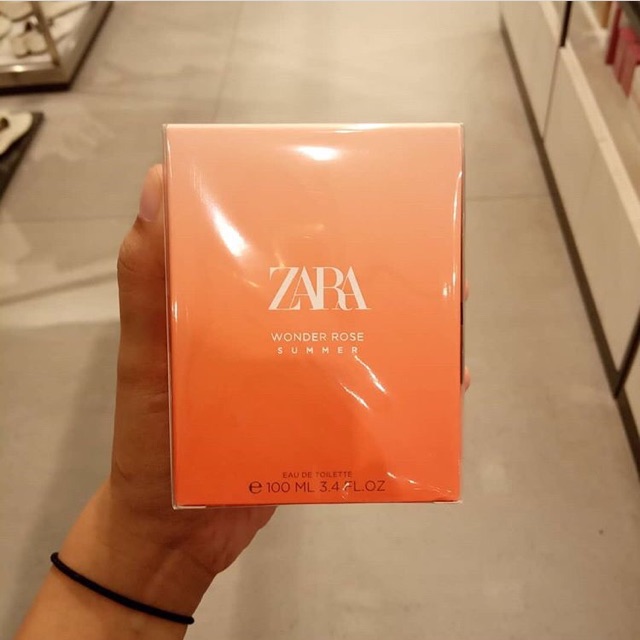 ZARA
WONDER ROSE
SUMMER
EAU DE TOILETTE
e 100 ML 3.4 FL.OZ